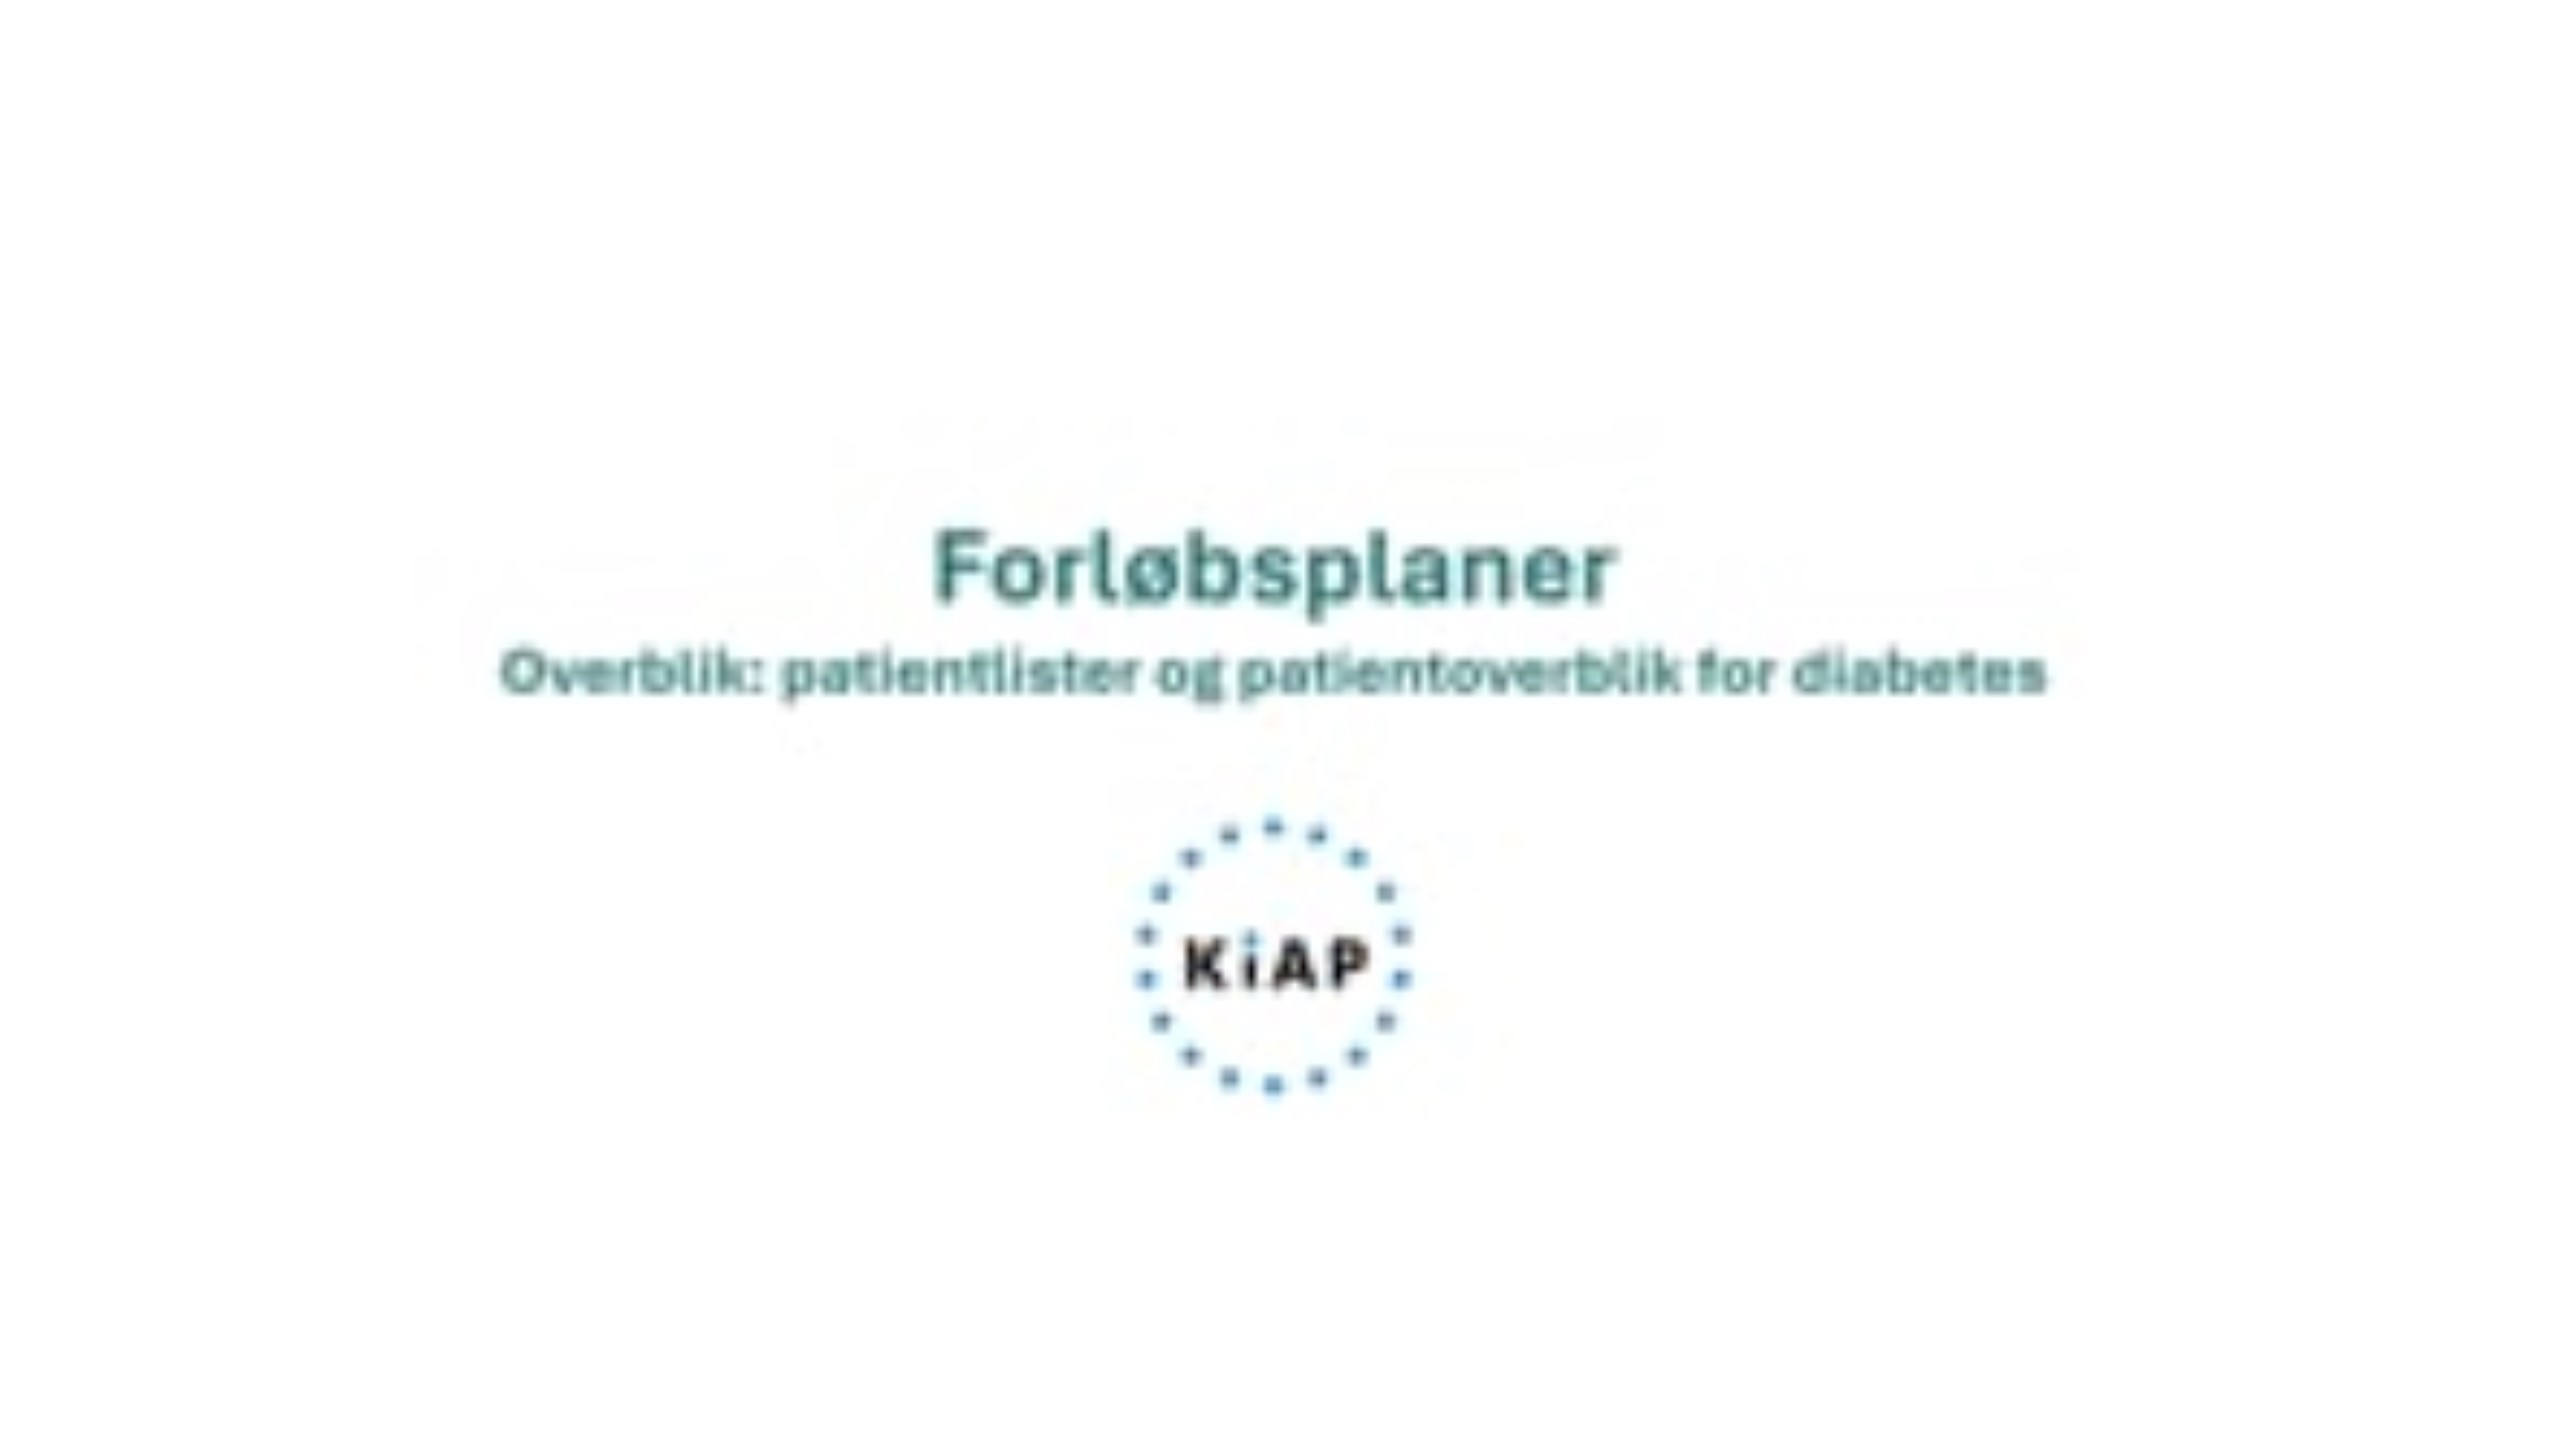 Forløbsplaner
Overblik: patientlister og patientoverblik for diabetes
KiAP